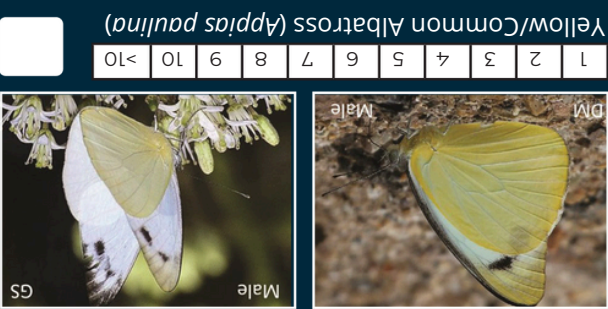 Male GS
DM Male
1 2 3 4 5 6 7 8 9 10 >10
Yellow/Common Albatross (Appias paulina)